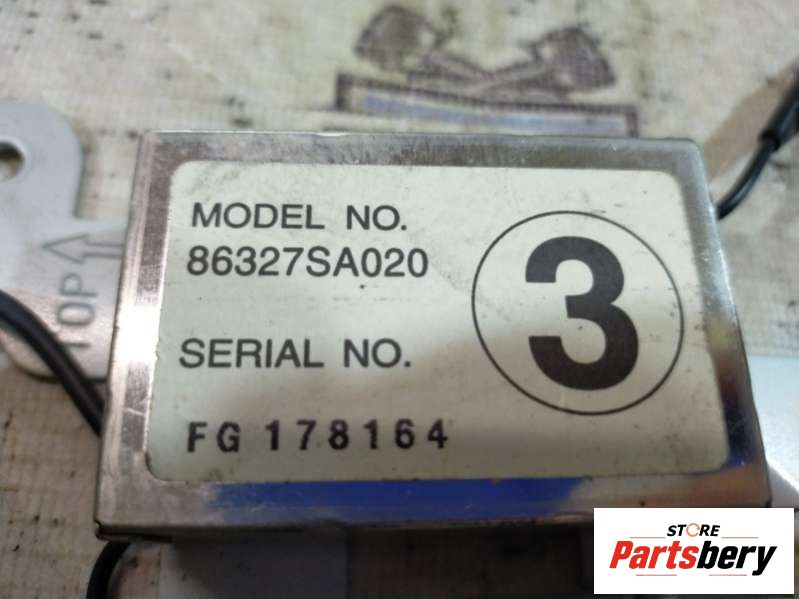 MODEL NO.
86327SA020
3
SERIAL NO.
FG 178164
TOP
STORE
Partsbery